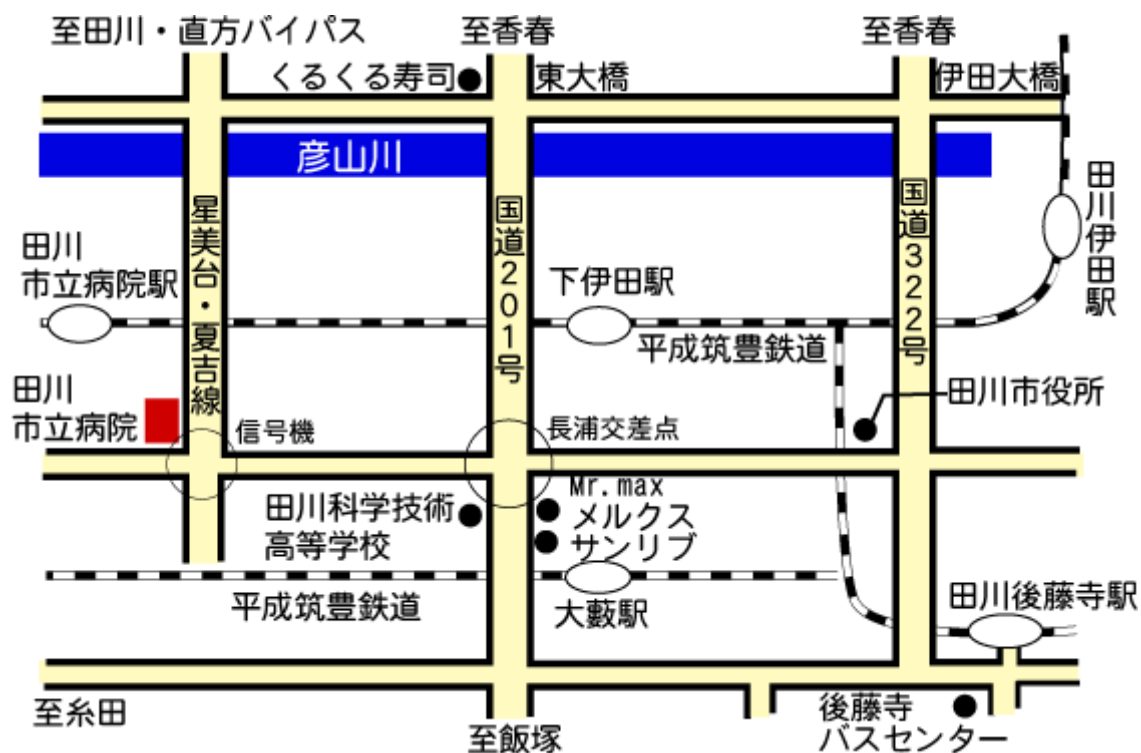 至田川・直方バイパス
至香春
至香春
くるくる寿司
東大橋
伊田大橋
彦山川
星美台・夏吉線
国道201号
国道322号
田川伊田駅
田川
市立病院駅
下伊田駅
平成筑豊鉄道
田川
市立病院
信号機
長浦交差点
田川市役所
田川科学技術
高等学校
Mr.max
メルクス
サンリブ
平成筑豊鉄道
大藪駅
田川後藤寺駅
至糸田
至飯塚
後藤寺
バスセンター